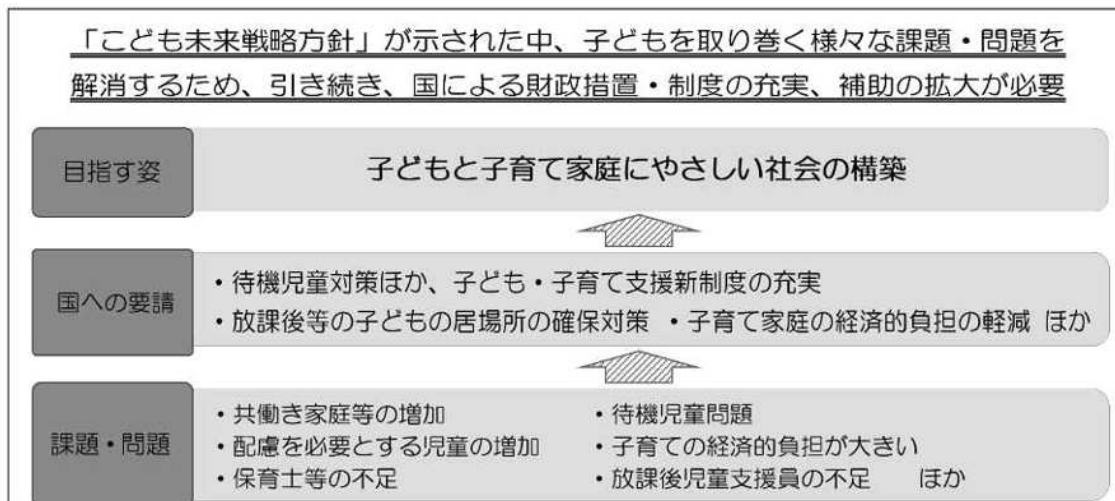 「こども未来戦略方針」が示された中、子どもを取り巻く様々な課題・問題を
解消するため、引き続き、国による財政措置・制度の充実、補助の拡大が必要
目指す姿
子どもと子育て家庭にやさしい社会の構築
国への要請
・待機児童対策ほか、子ども・子育て支援新制度の充実
・放課後等の子どもの居場所の確保対策 ・子育て家庭の経済的負担の軽減 ほか
課題・問題
・共働き家庭等の増加 ・待機児童問題
・配慮を必要とする児童の増加 ・子育ての経済的負担が大きい
・保育士等の不足 ・放課後児童支援員の不足 ほか